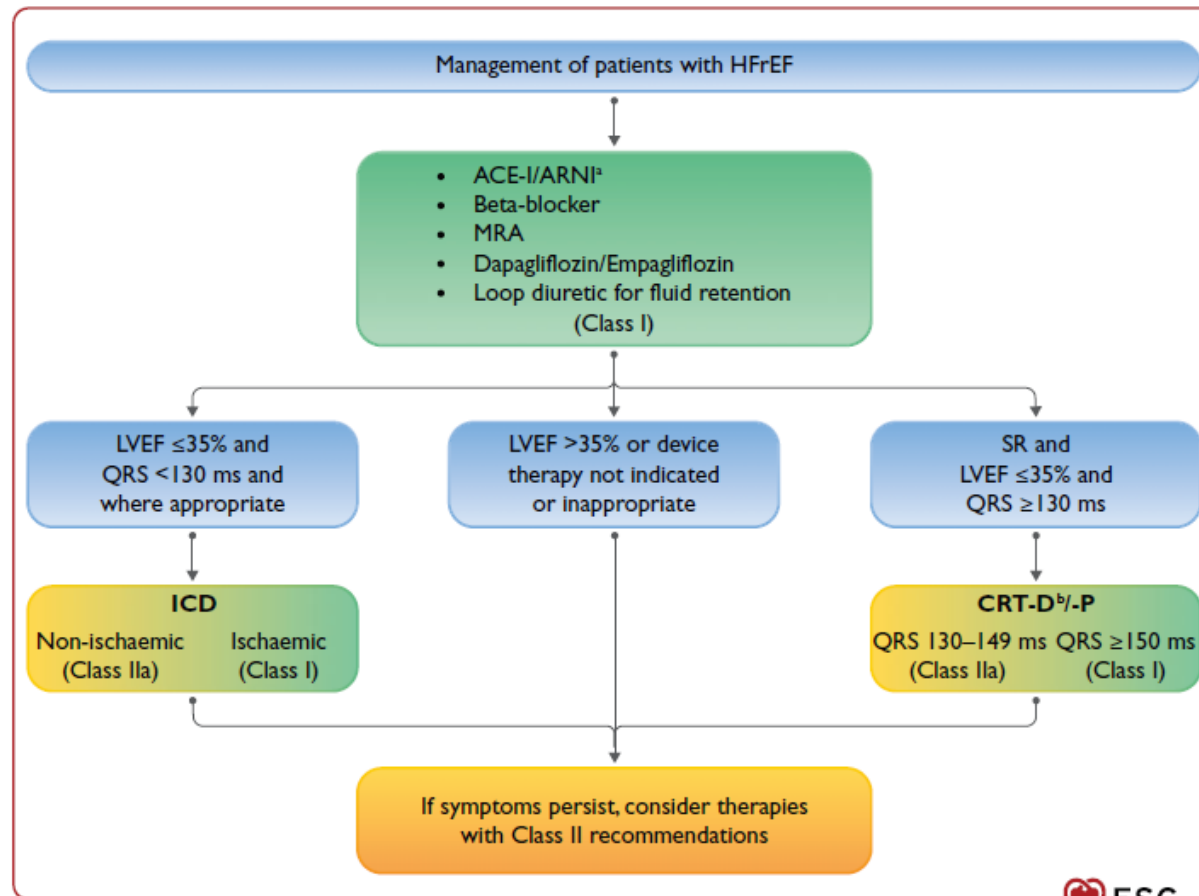 Management of patients with HFrEF
• ACE-I/ARNIᵃ
• Beta-blocker
• MRA
• Dapagliflozin/Empagliflozin
• Loop diuretic for fluid retention
(Class I)
LVEF ≤35% and
QRS <130 ms and
where appropriate
LVEF >35% or device
therapy not indicated
or inappropriate
SR and
LVEF ≤35% and
QRS ≥130 ms
ICD
Non-ischaemic
(Class IIa)
Ischaemic
(Class I)
CRT-Dᵇ/-P
QRS 130–149 ms
(Class IIa)
QRS ≥150 ms
(Class I)
If symptoms persist, consider therapies
with Class II recommendations
ESC